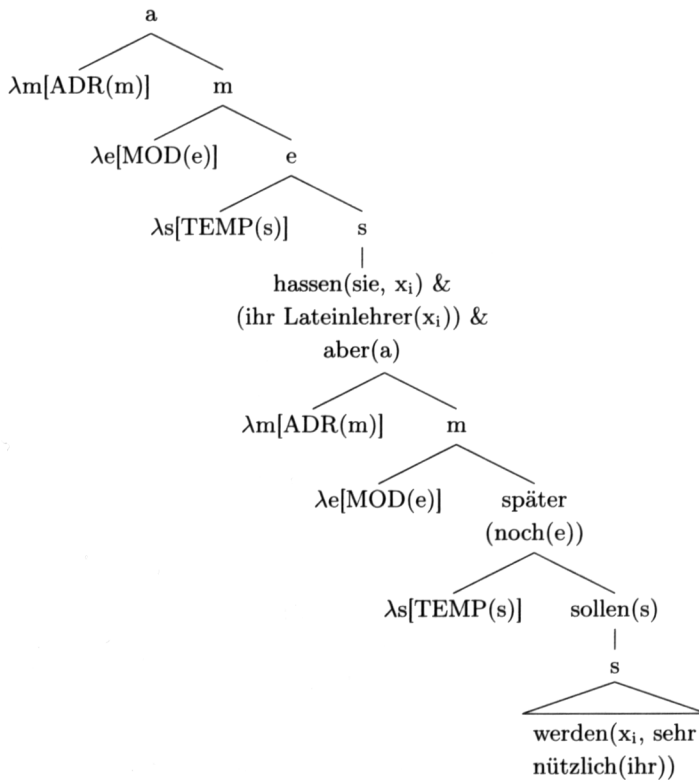 a
λm[ADR(m)] m
λe[MOD(e)] e
λs[TEMP(s)] s
hassen(sie, xᵢ) &
(ihr Lateinlehrer(xᵢ)) &
aber(a)
λm[ADR(m)] m
λe[MOD(e)] später
(noch(e))
λs[TEMP(s)] sollen(s)
s
werden(xᵢ, sehr
nützlich(ihr))